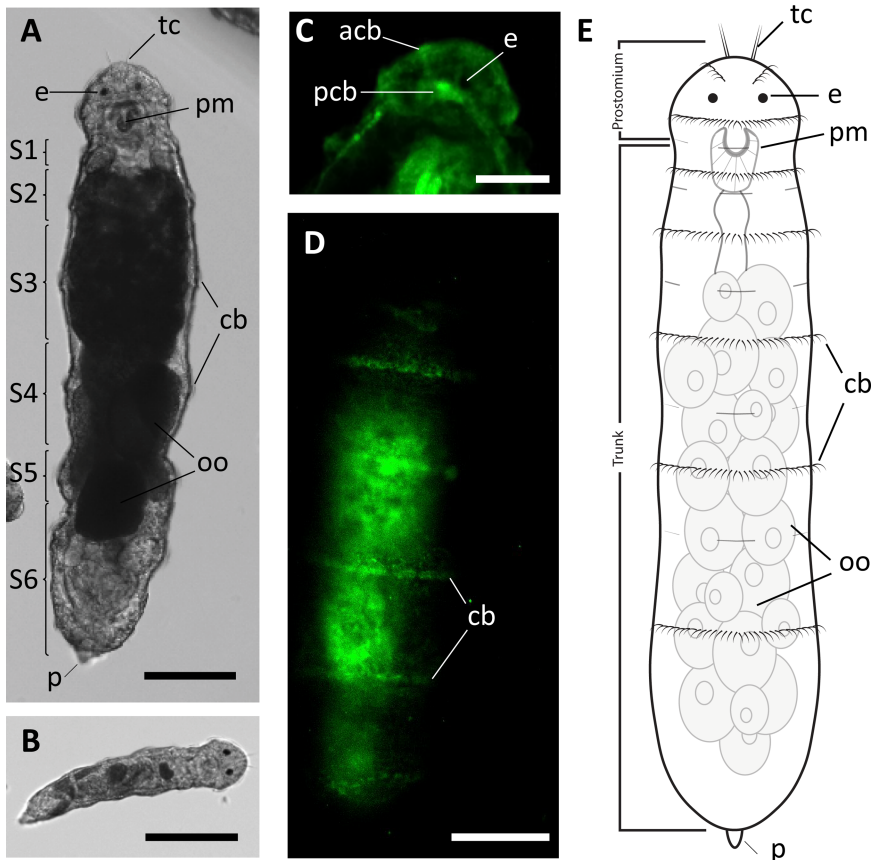 A
tc
e
pm
S1
S2
S3
cb
S4
oo
S5
S6
p
B
C
acb
e
pcb
D
cb
E
tc
Prostomium
e
pm
cb
Trunk
oo
p